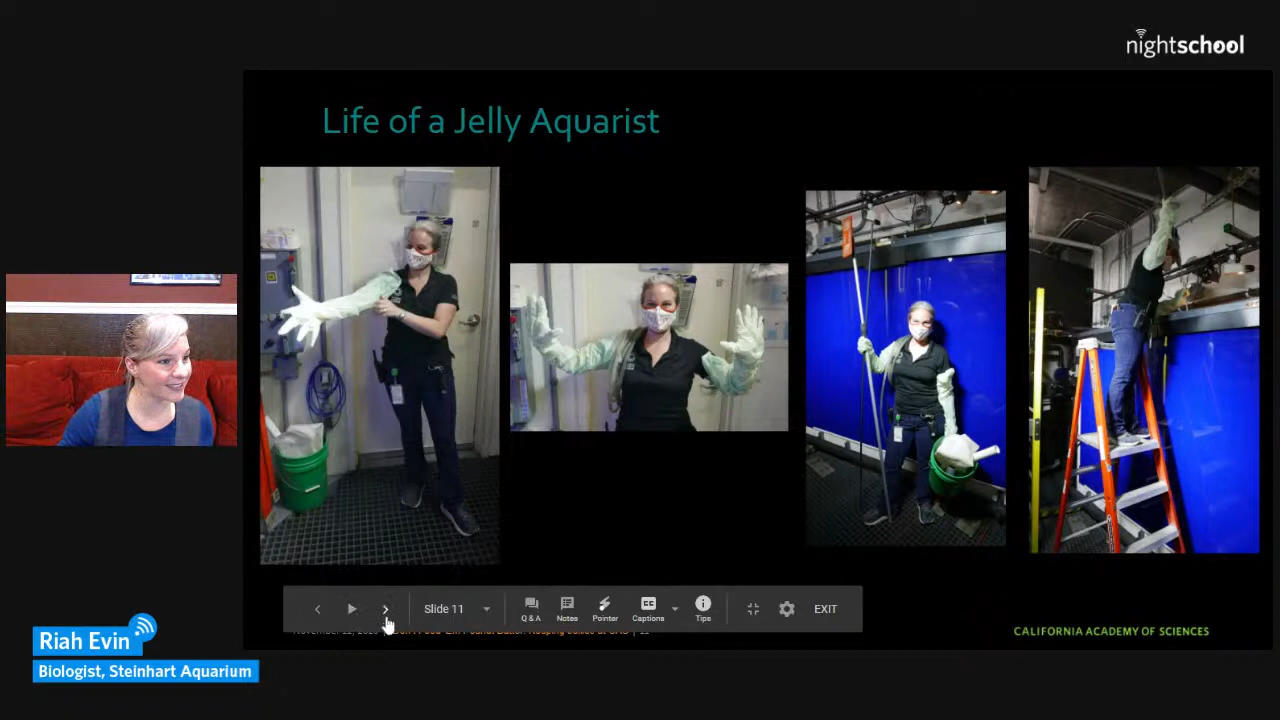 nightschool
Life of a Jelly Aquarist
Slide 11
Q & A
Notes
Pointer
Captions
Tips
EXIT
CALIFORNIA ACADEMY OF SCIENCES
Riah Evin
Biologist, Steinhart Aquarium